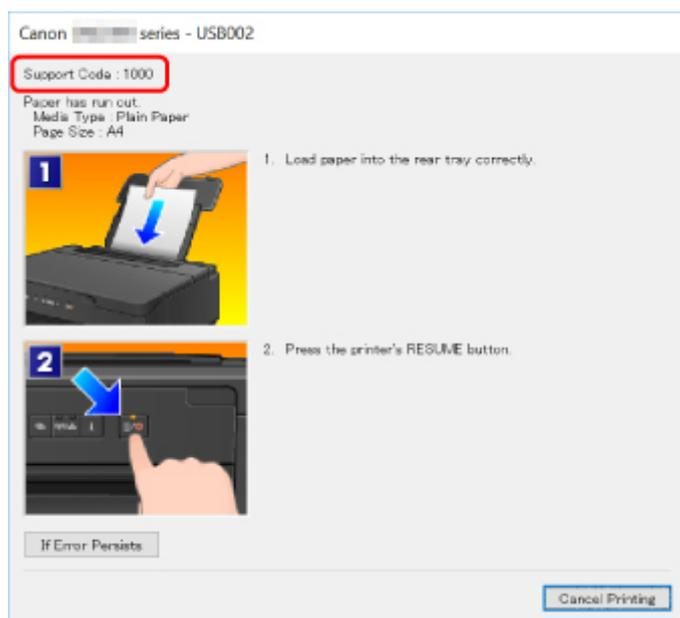 Canon series - USB002
Support Code : 1000
Paper has run out.
Media Type : Plain Paper
Page Size : A4
1
1. Load paper into the rear tray correctly.
2
2. Press the printer's RESUME button.
If Error Persists
Cancel Printing